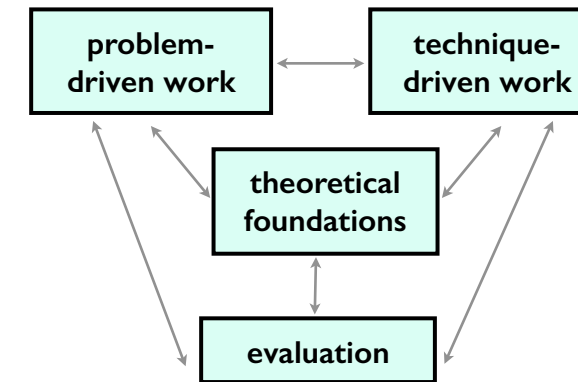 problem-
driven work
technique-
driven work
theoretical
foundations
evaluation